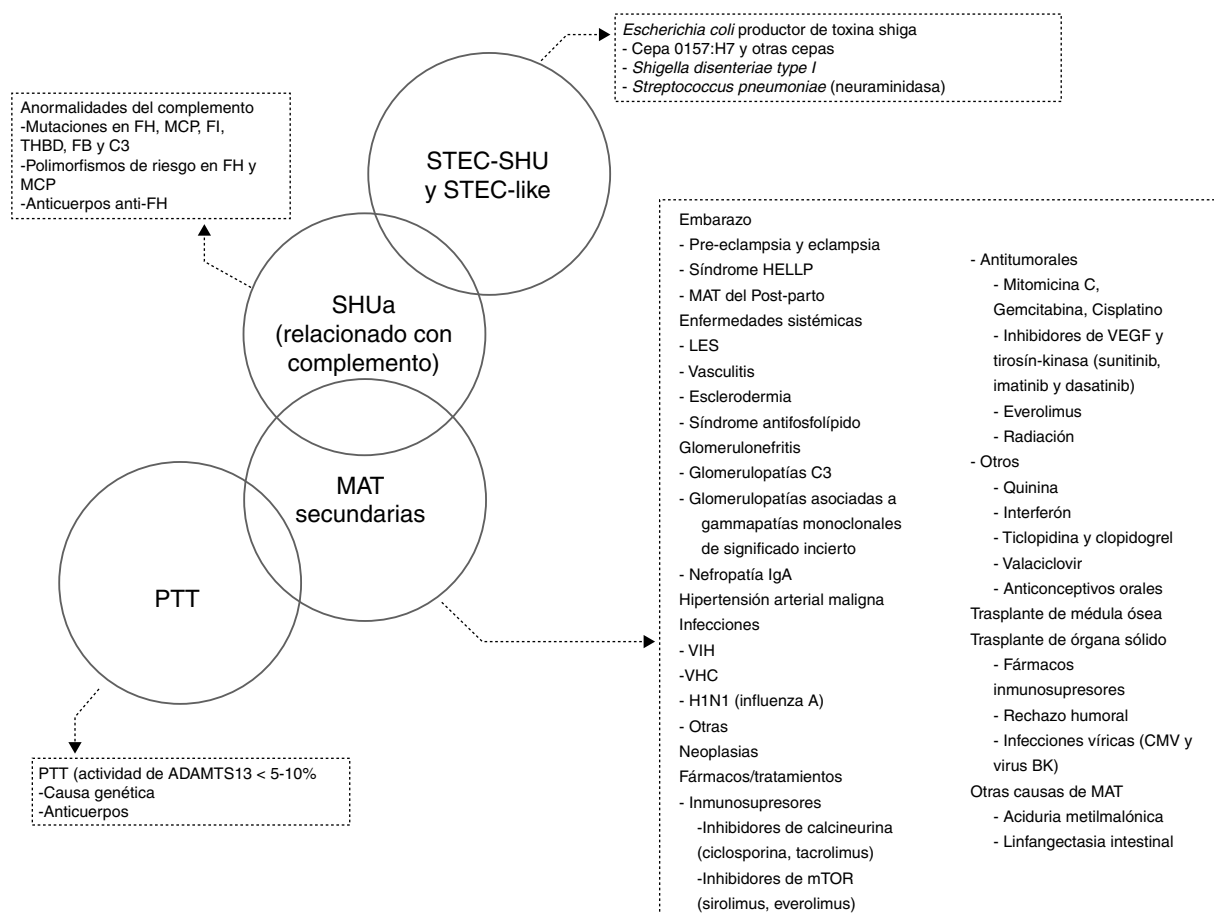 Escherichia coli productor de toxina shiga
- Cepa 0157:H7 y otras cepas
- Shigella disenteriae type I
- Streptococcus pneumoniae (neuraminidasa)
Anormalidades del complemento
-Mutaciones en FH, MCP, FI,
THBD, FB y C3
-Polimorfismos de riesgo en FH y
MCP
-Anticuerpos anti-FH
STEC-SHU
y STEC-like
SHUa
(relacionado con
complemento)
MAT
secundarias
PTT
PTT (actividad de ADAMTS13 < 5-10%
-Causa genética
-Anticuerpos
Embarazo
- Pre-eclampsia y eclampsia
- Síndrome HELLP
- MAT del Post-parto
Enfermedades sistémicas
- LES
- Vasculitis
- Esclerodermia
- Síndrome antifosfolípido
Glomerulonefritis
- Glomerulopatías C3
- Glomerulopatías asociadas a
gammapatías monoclonales
de significado incierto
- Nefropatía IgA
Hipertensión arterial maligna
Infecciones
- VIH
-VHC
- H1N1 (influenza A)
- Otras
Neoplasias
Fármacos/tratamientos
- Inmunosupresores
-Inhibidores de calcineurina
(ciclosporina, tacrolimus)
-Inhibidores de mTOR
(sirolimus, everolimus)
- Antitumorales
- Mitomicina C,
Gemcitabina, Cisplatino
- Inhibidores de VEGF y
tirosín-kinasa (sunitinib,
imatinib y dasatinib)
- Everolimus
- Radiación
- Otros
- Quinina
- Interferón
- Ticlopidina y clopidogrel
- Valaciclovir
- Anticonceptivos orales
Trasplante de médula ósea
Trasplante de órgana sólido
- Fármacos
inmunosupresores
- Rechazo humoral
- Infecciones víricas (CMV y
virus BK)
Otras causas de MAT
- Aciduria metilmalónica
- Linfangectasia intestinal